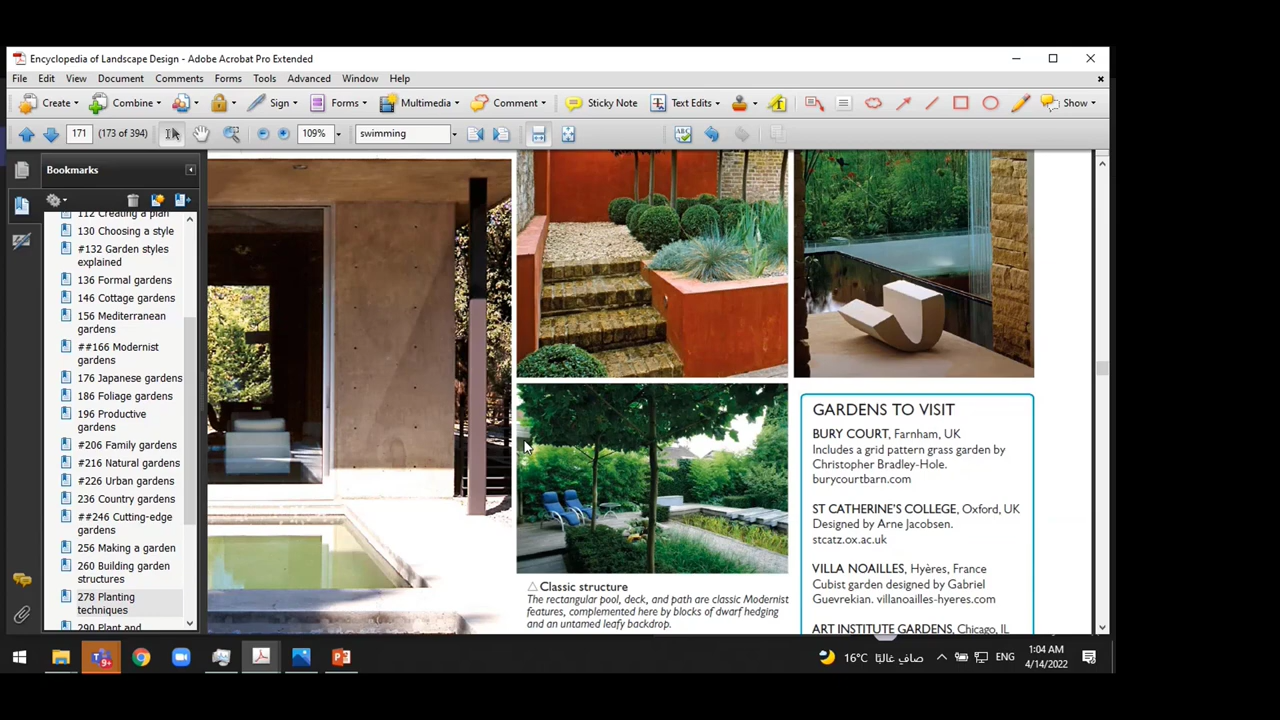 Encyclopedia of Landscape Design - Adobe Acrobat Pro Extended
File Edit View Document Comments Forms Tools Advanced Window Help
Create Combine Sign Forms Multimedia Comment Sticky Note Text Edits Show
171 (173 of 394) 109% swimming
Bookmarks
112 Creating a plan
130 Choosing a style
#132 Garden styles
explained
136 Formal gardens
146 Cottage gardens
156 Mediterranean
gardens
##166 Modernist
gardens
176 Japanese gardens
186 Foliage gardens
196 Productive
gardens
#206 Family gardens
#216 Natural gardens
#226 Urban gardens
236 Country gardens
##246 Cutting-edge
gardens
256 Making a garden
260 Building garden
structures
278 Planting
techniques
290 Plant and
△Classic structure
The rectangular pool, deck, and path are classic Modernist
features, complemented here by blocks of dwarf hedging
and an untamed leafy backdrop.
GARDENS TO VISIT
BURY COURT, Farnham, UK
Includes a grid pattern grass garden by
Christopher Bradley-Hole.
burycourtbarn.com
ST CATHERINE'S COLLEGE, Oxford, UK
Designed by Arne Jacobsen.
stcatz.ox.ac.uk
VILLA NOAILLES, Hyères, France
Cubist garden designed by Gabriel
Guevrekian. villanoailles-hyeres.com
ART INSTITUTE GARDENS, Chicago, IL
9+
16°C صافٍ غالبًا ENG
1:04 AM
4/14/2022